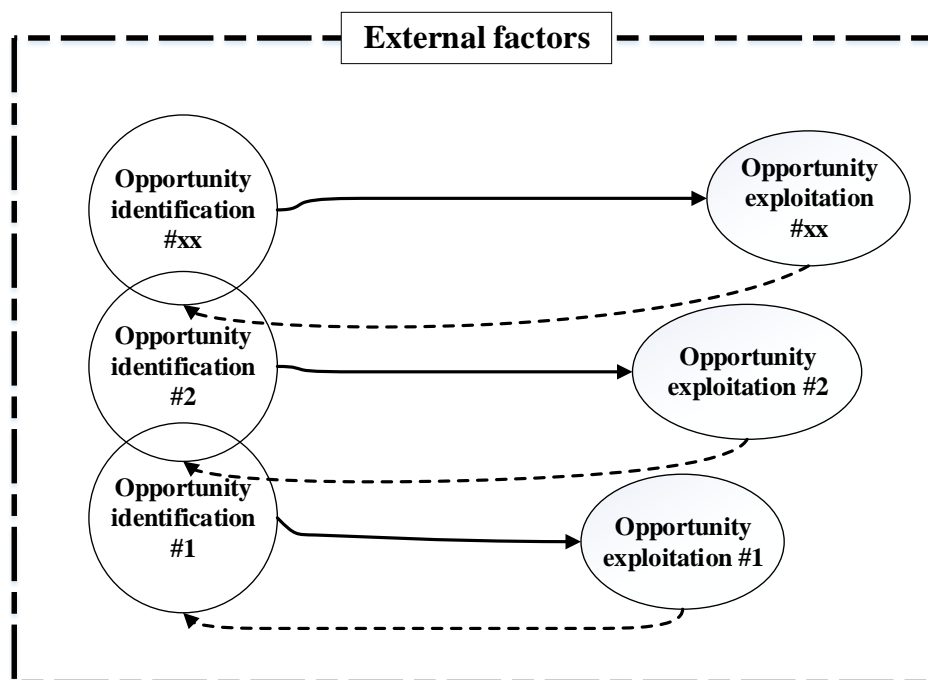 External factors
Opportunity
identification
#xx
Opportunity
exploitation
#xx
Opportunity
identification
#2
Opportunity
exploitation #2
Opportunity
identification
#1
Opportunity
exploitation #1